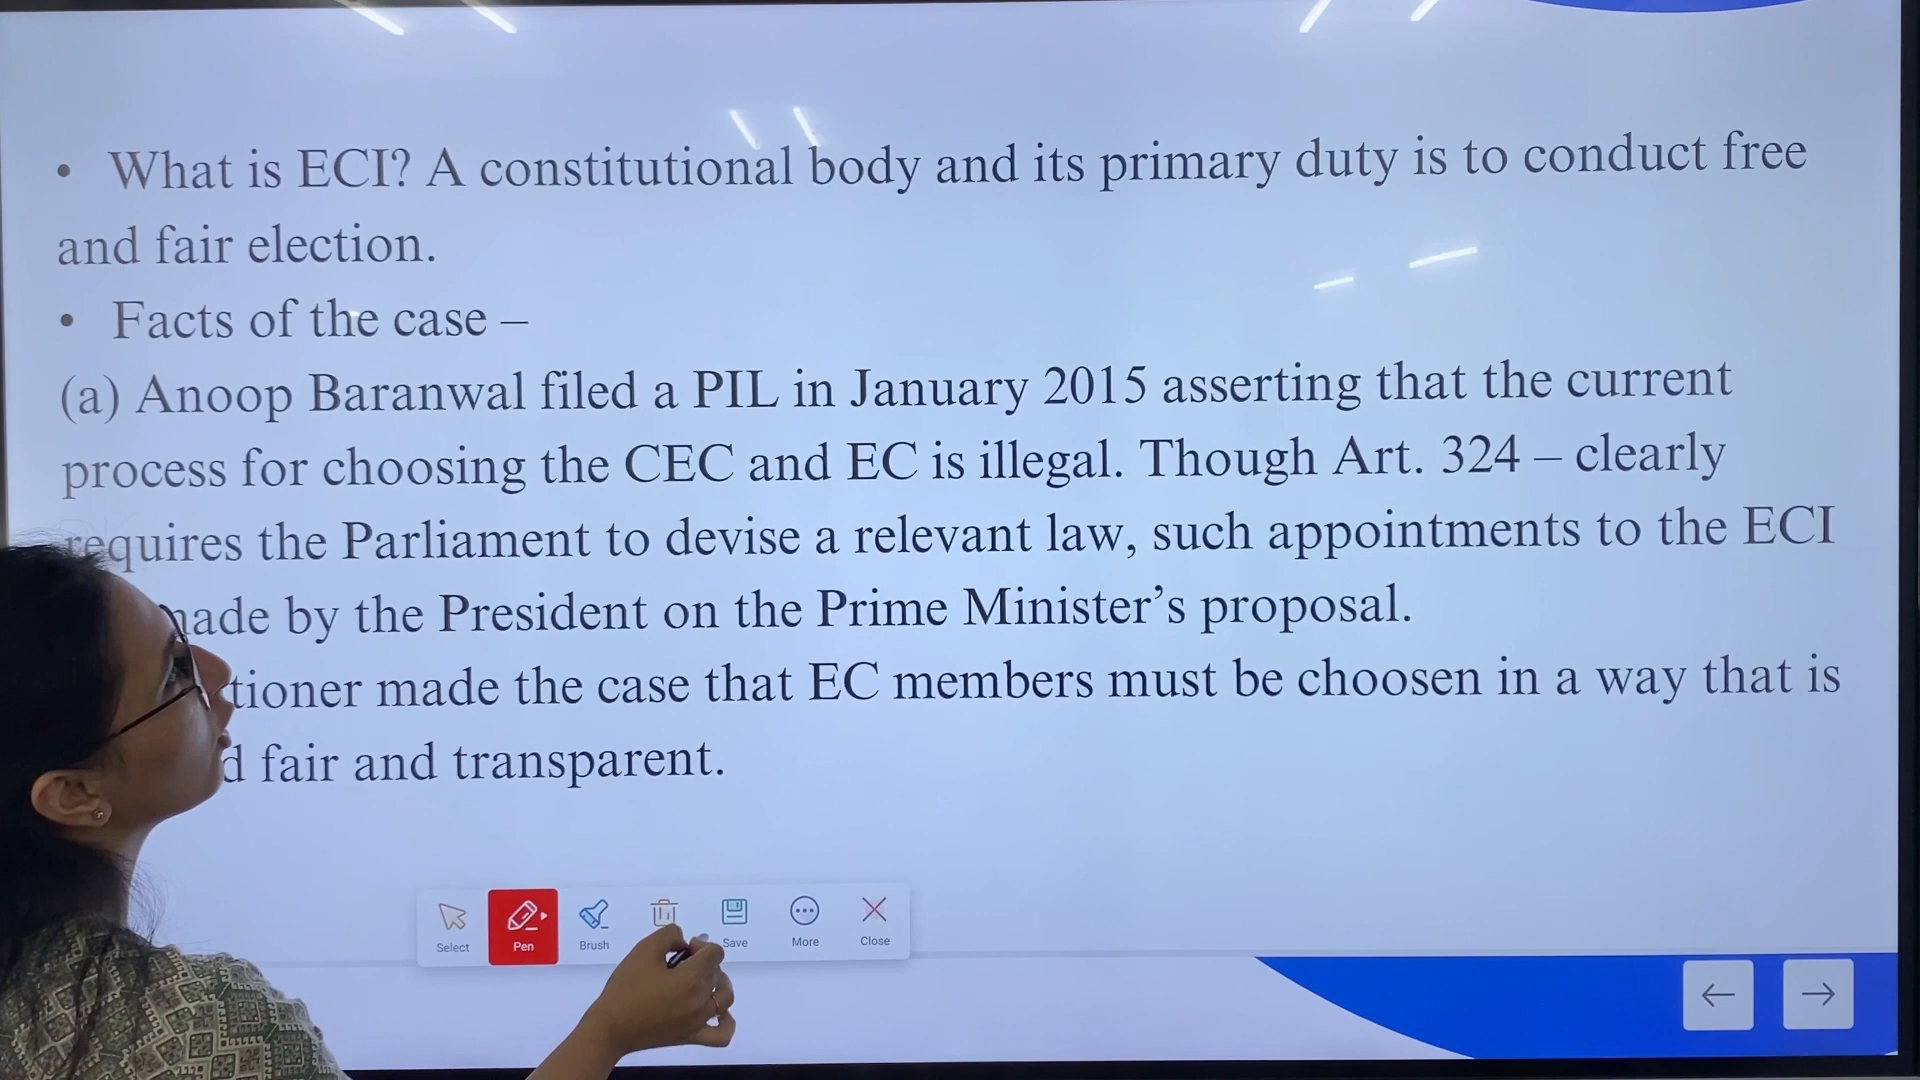 • What is ECI? A constitutional body and its primary duty is to conduct free
and fair election.
• Facts of the case –
(a) Anoop Baranwal filed a PIL in January 2015 asserting that the current
process for choosing the CEC and EC is illegal. Though Art. 324 – clearly
requires the Parliament to devise a relevant law, such appointments to the ECI
made by the President on the Prime Minister’s proposal.
made the case that EC members must be choosen in a way that is
fair and transparent.
Select Pen Brush Save More Close